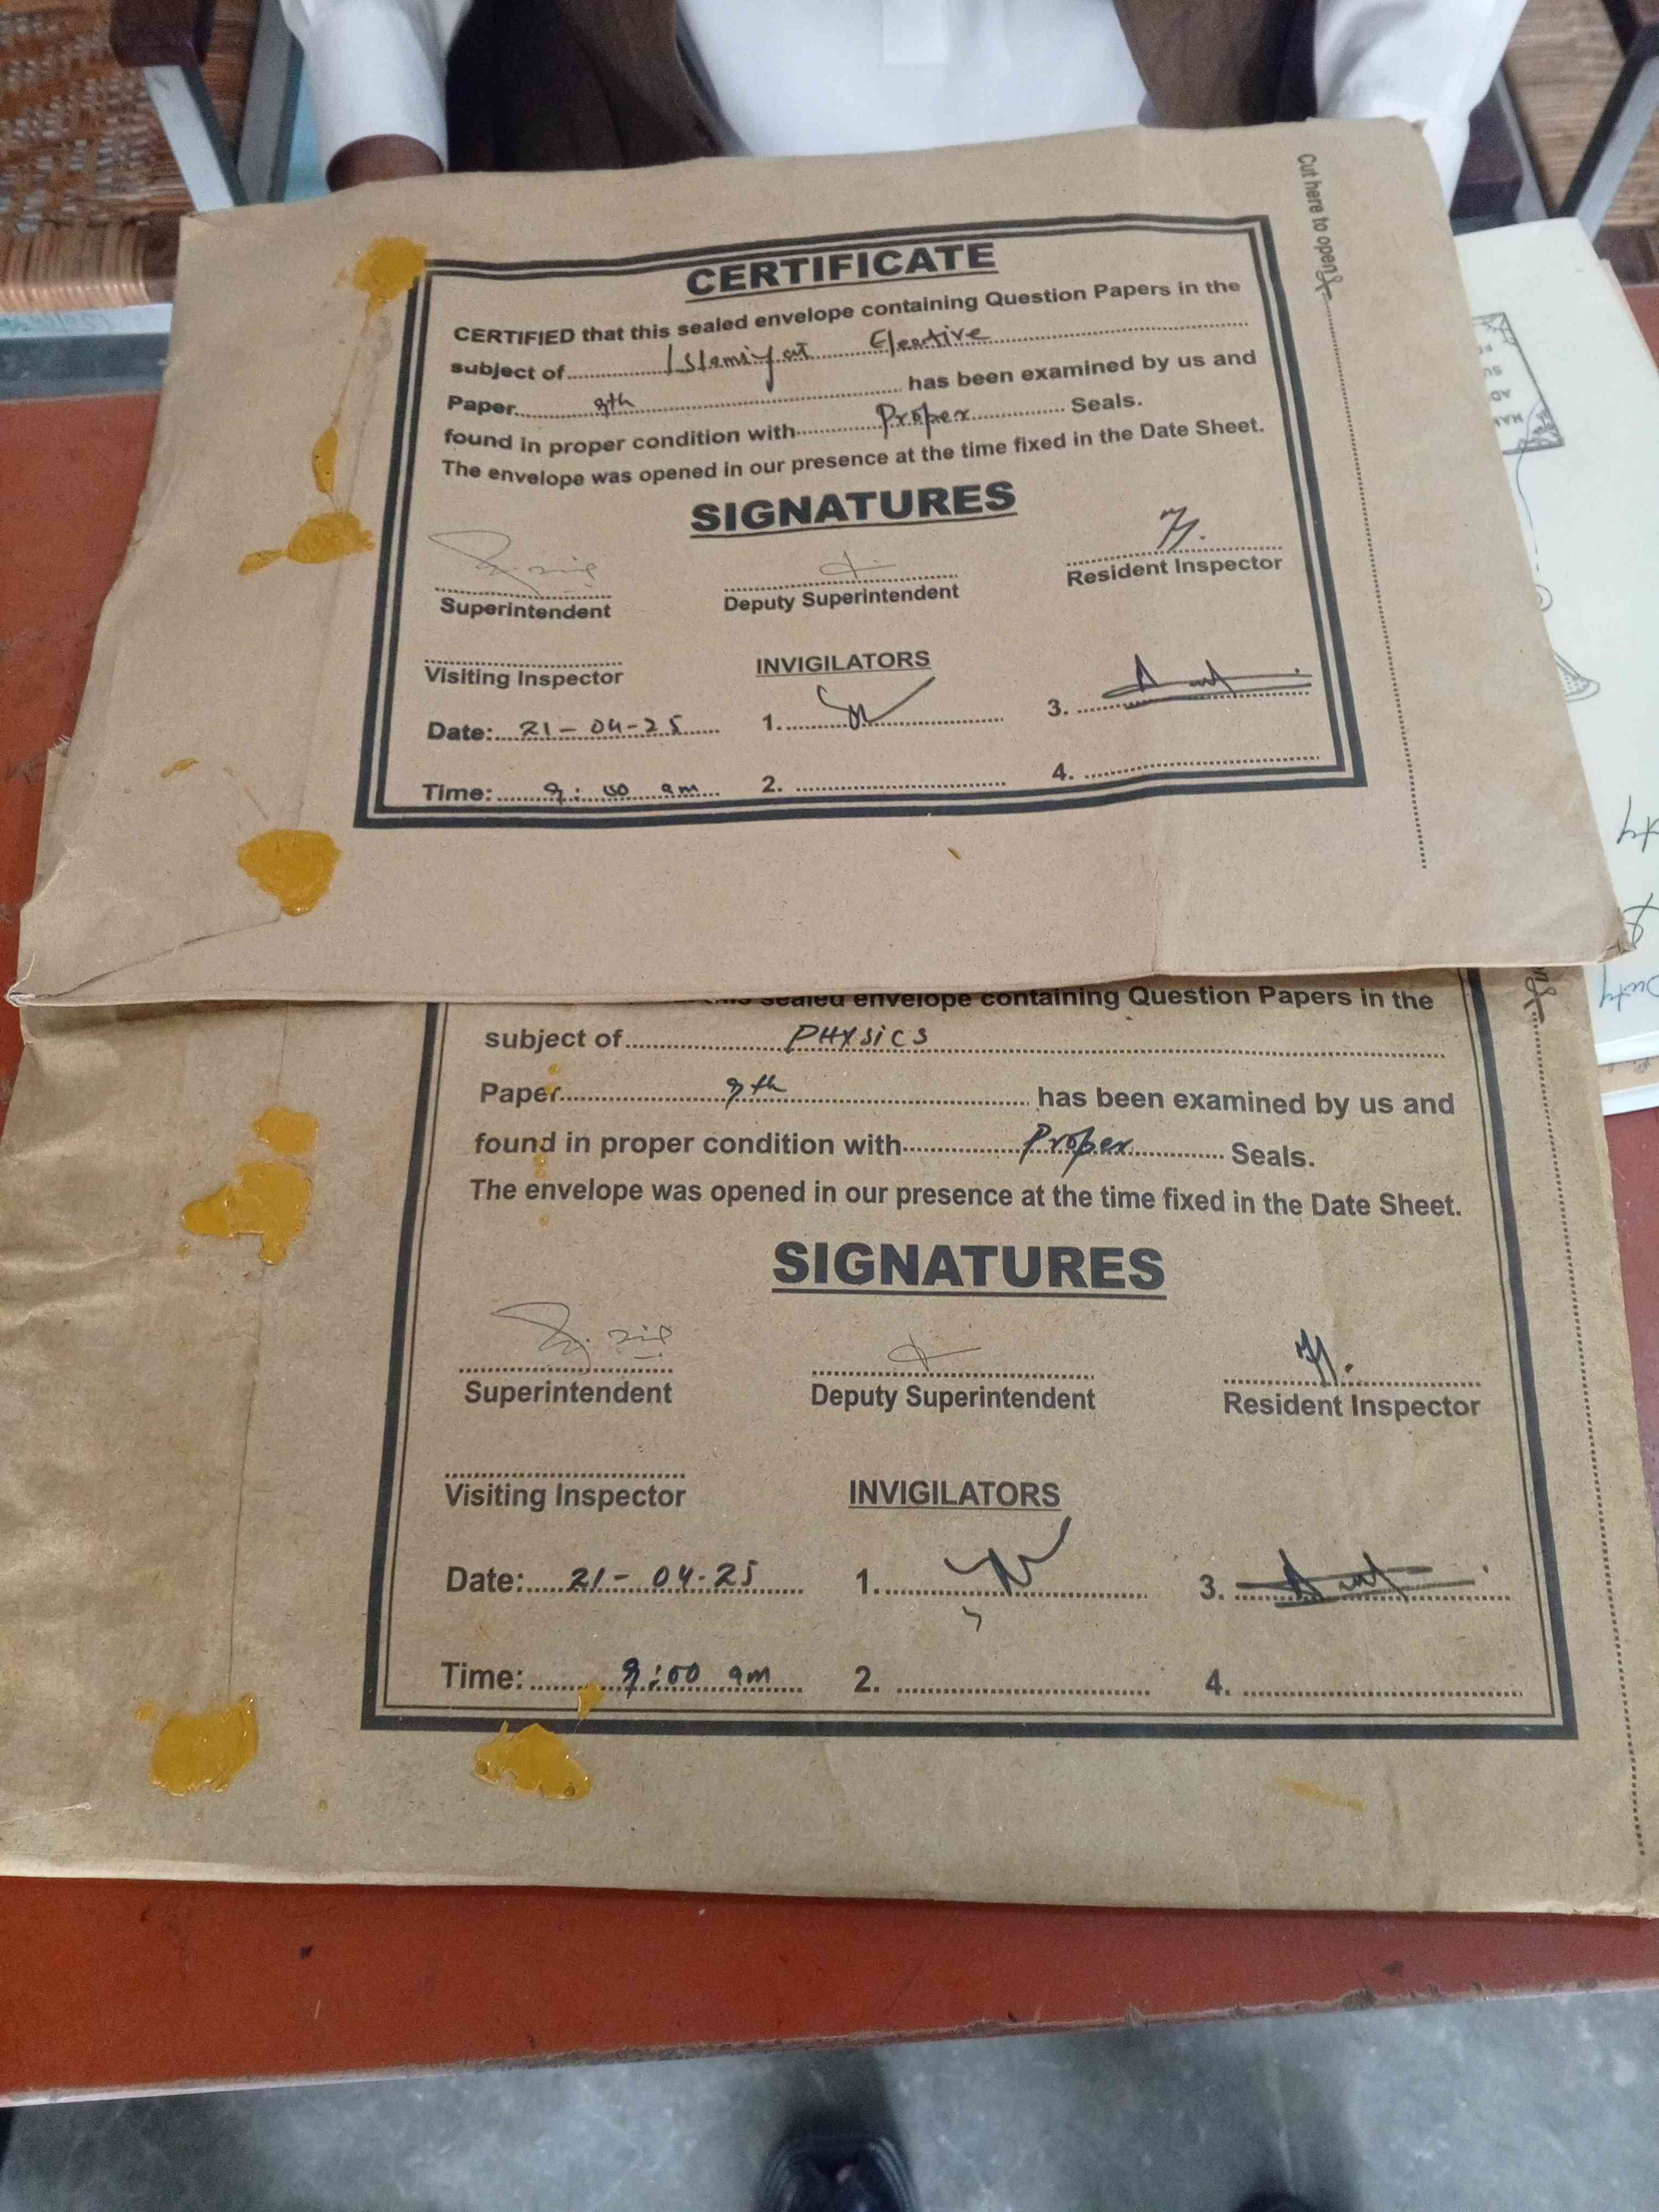 Cut here to open
CERTIFICATE
CERTIFIED that this sealed envelope containing Question Papers in the
subject of Islamiyat Elective
Paper 9th has been examined by us and
found in proper condition with Proper Seals.
The envelope was opened in our presence at the time fixed in the Date Sheet.
SIGNATURES
Superintendent Deputy Superintendent Resident Inspector
Visiting Inspector INVIGILATORS
Date: 21-04-25 1. 3.
Time: 9:00 am 2. 4.
sealed envelope containing Question Papers in the
subject of PHYSICS
Paper 9th has been examined by us and
found in proper condition with Proper Seals.
The envelope was opened in our presence at the time fixed in the Date Sheet.
SIGNATURES
Superintendent Deputy Superintendent Resident Inspector
Visiting Inspector INVIGILATORS
Date: 21-04-25 1. 3.
Time: 9:00 am 2. 4.